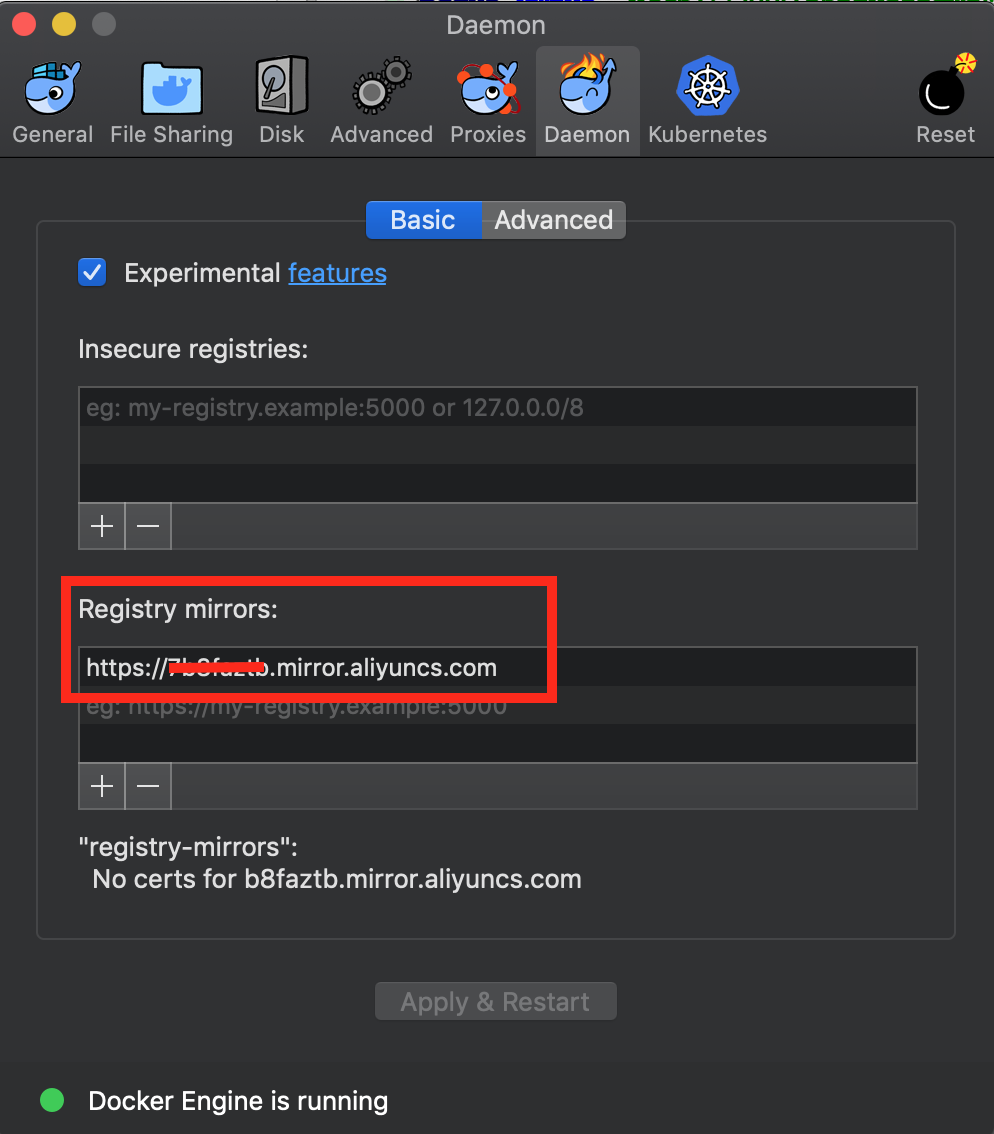 Daemon
General File Sharing Disk Advanced Proxies Daemon Kubernetes Reset
Basic Advanced
Experimental features
Insecure registries:
eg: my-registry.example:5000 or 127.0.0.0/8
Registry mirrors:
https://.mirror.aliyuncs.com
eg: https://my-registry.example:5000
"registry-mirrors":
No certs for b8faztb.mirror.aliyuncs.com
Apply & Restart
Docker Engine is running